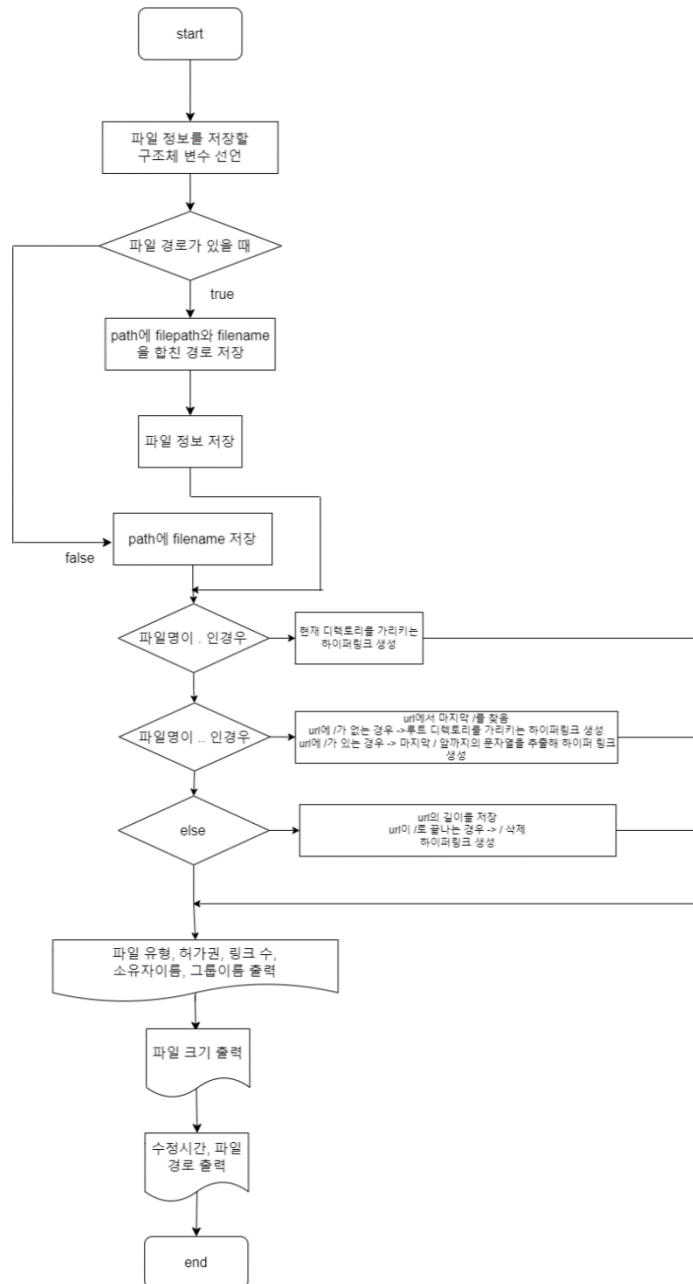 start
파일 정보를 저장할
구조체 변수 선언
파일 경로가 있을 때
true
path에 filepath와 filename
을 합친 경로 저장
파일 정보 저장
path에 filename 저장
false
파일명이 . 인경우
현재 디렉토리를 가리키는
하이퍼링크 생성
파일명이 .. 인경우
url에서 마지막 /를 찾음
url에 /가 없는 경우 ->루트 디렉토리를 가리키는 하이퍼링크 생성
url에 /가 있는 경우 -> 마지막 / 앞까지의 문자열을 추출해 하이퍼 링크
생성
else
url의 길이를 저장
url이 /로 끝나는 경우 -> / 삭제
하이퍼링크 생성
파일 유형, 허가권, 링크 수,
소유자이름, 그룹이름 출력
파일 크기 출력
수정시간, 파일
경로 출력
end